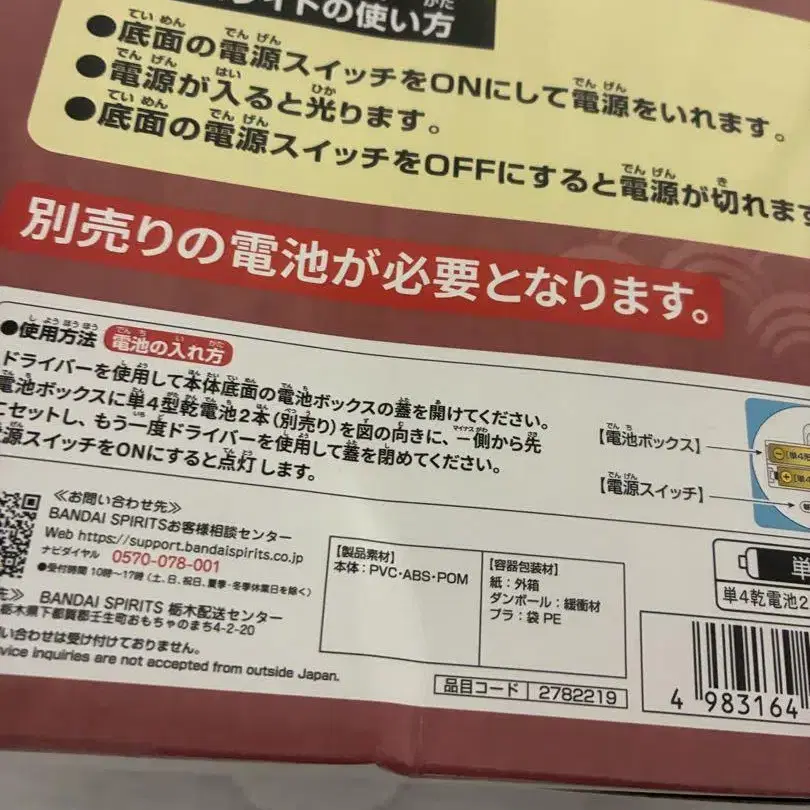 ライトの使い方
●底面の電源スイッチをONにして電源をいれます。
●電源が入ると光ります。
●底面の電源スイッチをOFFにすると電源が切れます
別売りの電池が必要となります。
●使用方法 電池の入れ方
ドライバーを使用して本体底面の電池ボックスの蓋を開けてください。
電池ボックスに単4型乾電池2本(別売り)を図の向きに、－側から先
にセットし、もう一度ドライバーを使用して蓋を閉めてください。
電源スイッチをONにすると点灯します。
【電池ボックス】
【電源スイッチ】
≪お問い合わせ先≫
BANDAI SPIRITSお客様相談センター
Web https://support.bandaispirits.co.jp
ナビダイヤル 0570-078-001
●受付時間 10時〜17時(土、日、祝日、夏季・冬季休業日を除く)
先≫ BANDAI SPIRITS 栃木配送センター
栃木県下都賀郡壬生町おもちゃのまち4-2-20
い合わせは受け付けておりません。
vice inquiries are not accepted from outside Japan.
【製品素材】
本体：PVC・ABS・POM
【容器包装材】
紙：外箱
ダンボール：緩衝材
プラ：袋 PE
単
単4乾電池2
品目コード 2782219
4 983164